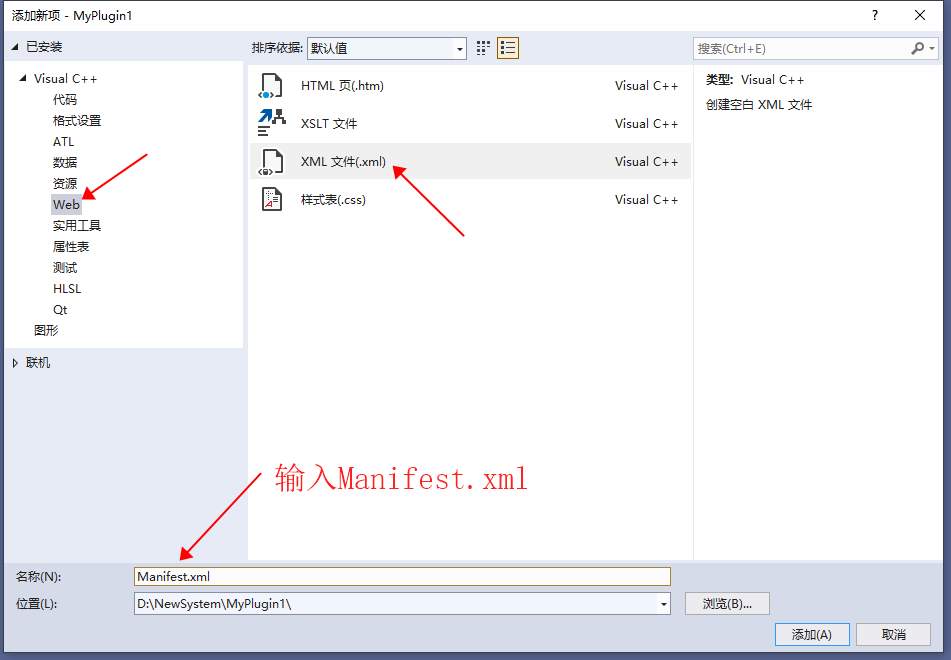 添加新项 - MyPlugin1
?
已安装
排序依据: 默认值
搜索(Ctrl+E)
Visual C++
代码
格式设置
ATL
数据
资源
Web
实用工具
属性表
测试
HLSL
Qt
图形
联机
HTML 页(.htm) Visual C++
XSLT 文件 Visual C++
XML 文件(.xml) Visual C++
样式表(.css) Visual C++
类型: Visual C++
创建空白 XML 文件
输入Manifest.xml
名称(N): Manifest.xml
位置(L): D:\NewSystem\MyPlugin1\ 浏览(B)...
添加(A) 取消